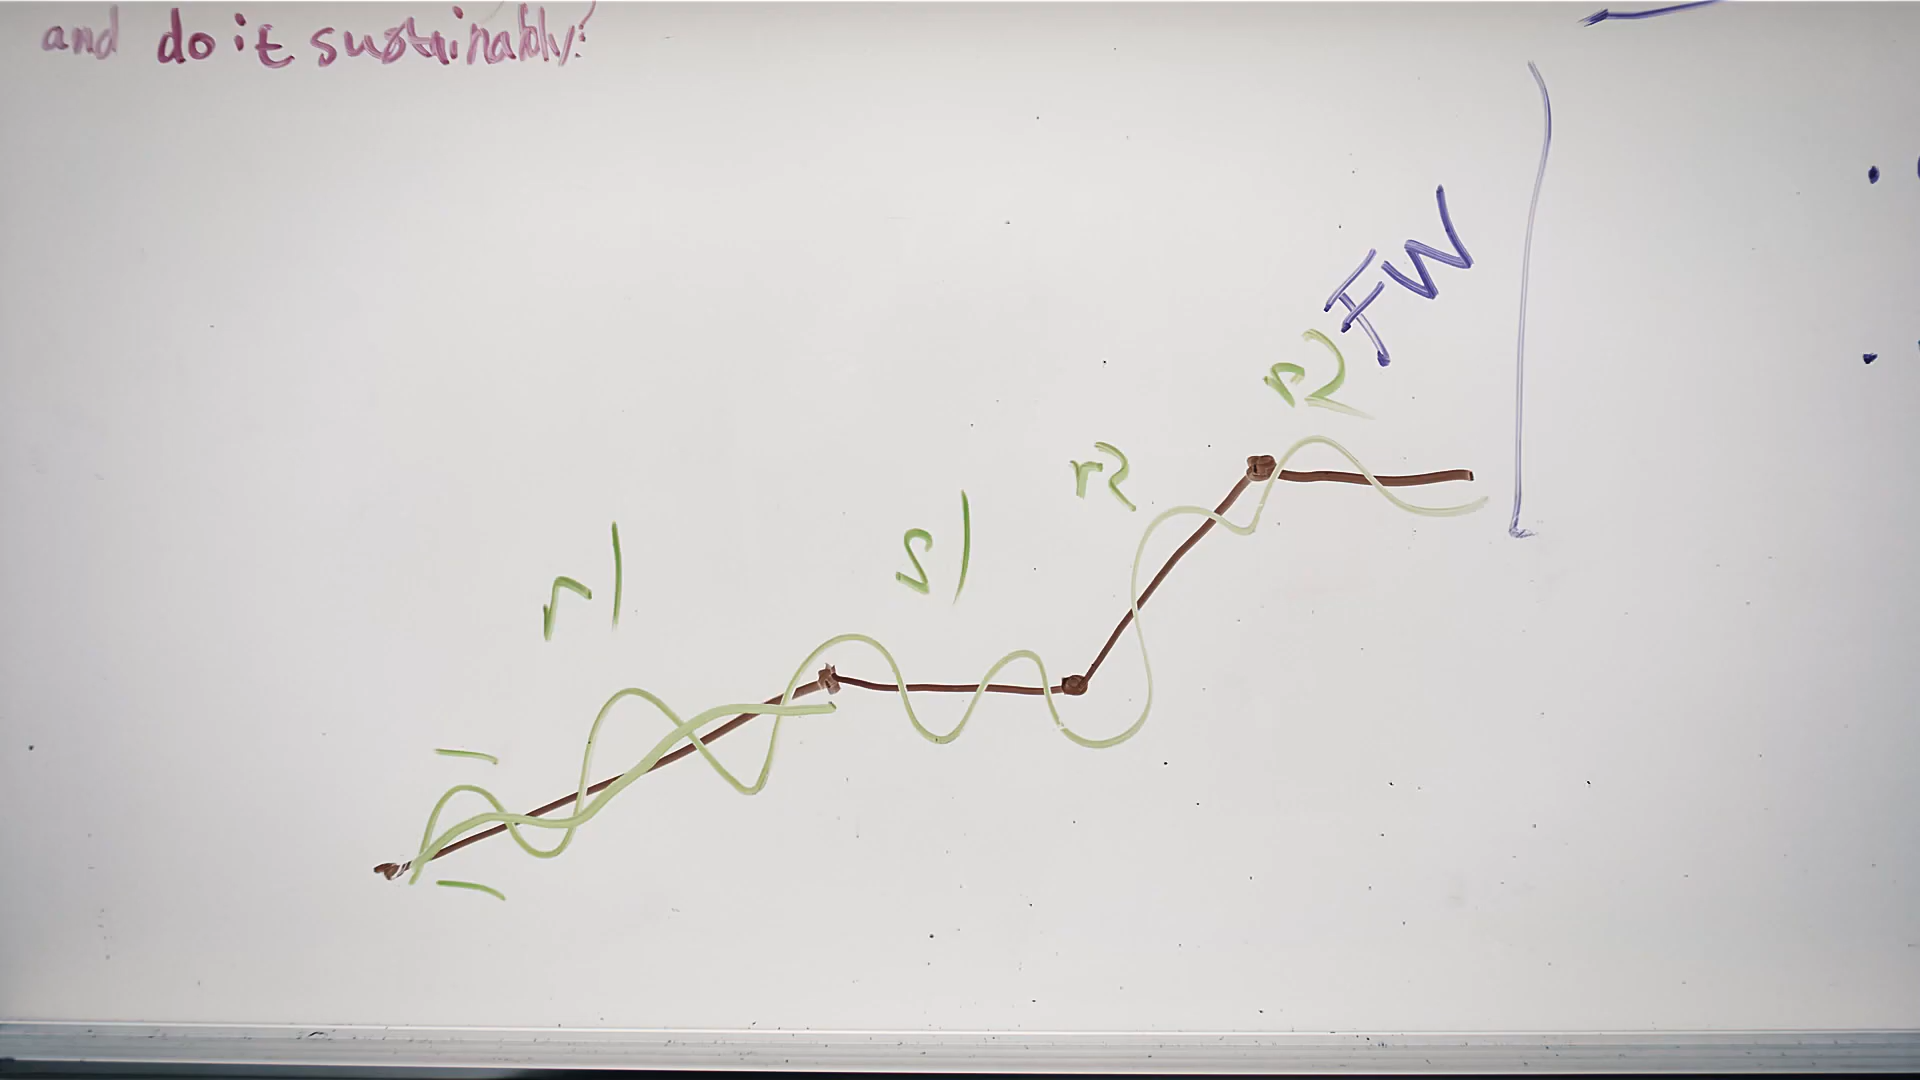 and do it sustainably?
FW
r2
r2
s1
r1